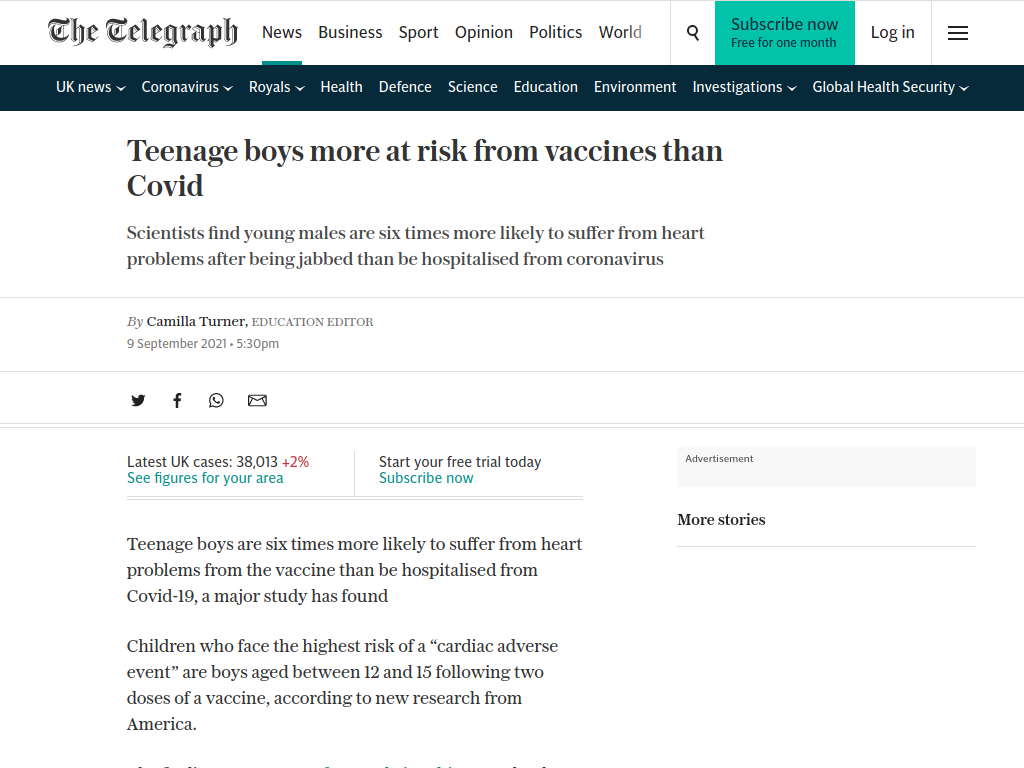 The Telegraph
News Business Sport Opinion Politics World
Subscribe now
Free for one month
Log in
UK news Coronavirus Royals Health Defence Science Education Environment Investigations Global Health Security
Teenage boys more at risk from vaccines than
Covid
Scientists find young males are six times more likely to suffer from heart
problems after being jabbed than be hospitalised from coronavirus
By Camilla Turner, EDUCATION EDITOR
9 September 2021 • 5:30pm
Latest UK cases: 38,013 +2%
See figures for your area
Start your free trial today
Subscribe now
Advertisement
More stories
Teenage boys are six times more likely to suffer from heart
problems from the vaccine than be hospitalised from
Covid-19, a major study has found
Children who face the highest risk of a “cardiac adverse
event” are boys aged between 12 and 15 following two
doses of a vaccine, according to new research from
America.